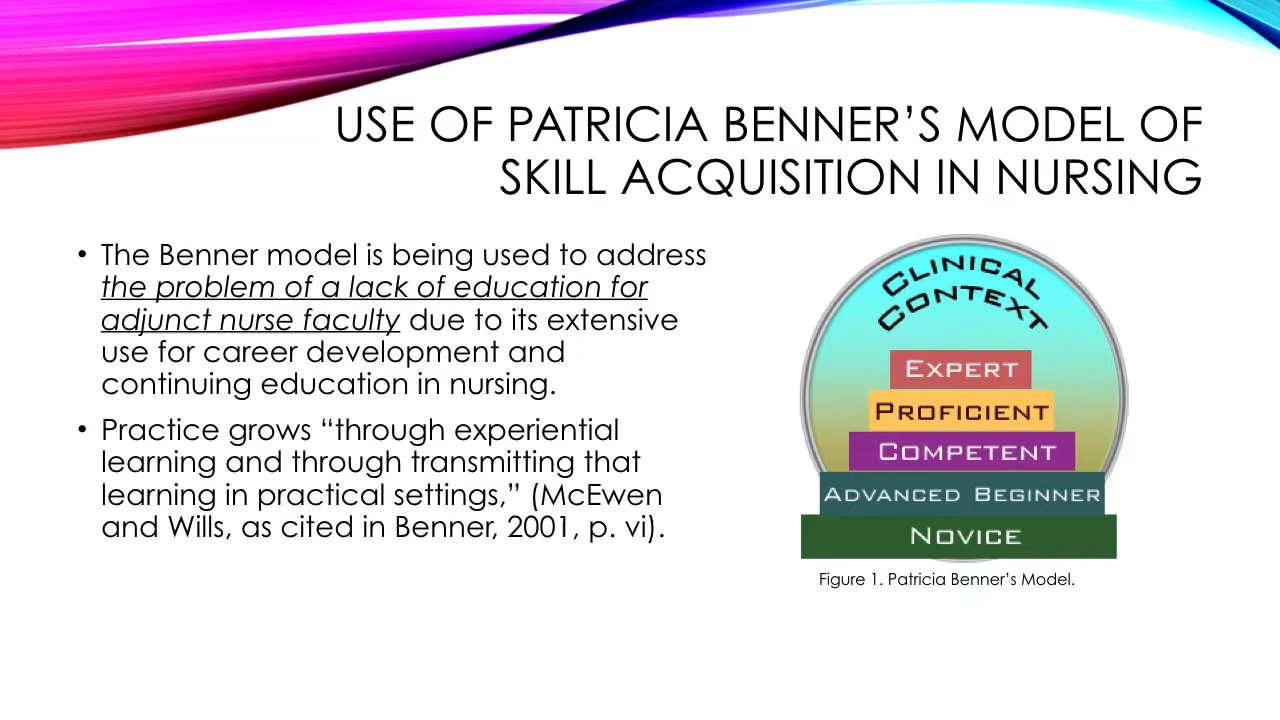 USE OF PATRICIA BENNER’S MODEL OF
SKILL ACQUISITION IN NURSING
• The Benner model is being used to address
the problem of a lack of education for
adjunct nurse faculty due to its extensive
use for career development and
continuing education in nursing.
• Practice grows “through experiential
learning and through transmitting that
learning in practical settings,” (McEwen
and Wills, as cited in Benner, 2001, p. vi).
CLINICAL
CONTEXT
EXPERT
PROFICIENT
COMPETENT
ADVANCED BEGINNER
NOVICE
Figure 1. Patricia Benner’s Model.